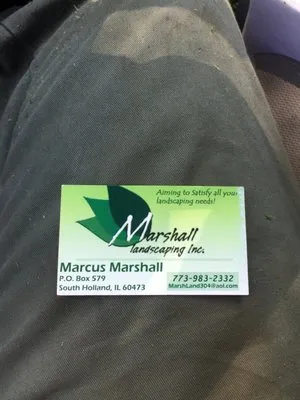 Aiming to Satisfy all your
landscaping needs!
Marshall
landscaping Inc.
Marcus Marshall
P.O. Box 579
South Holland, IL 60473
773-983-2332
MarshLand304@aol.com